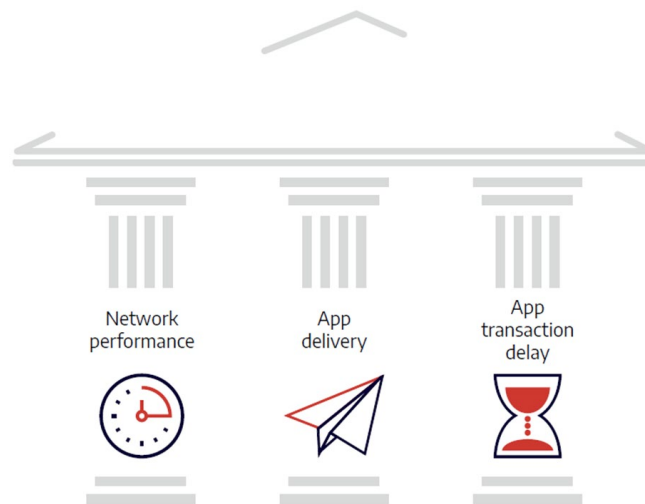 Network
performance
App
delivery
App
transaction
delay